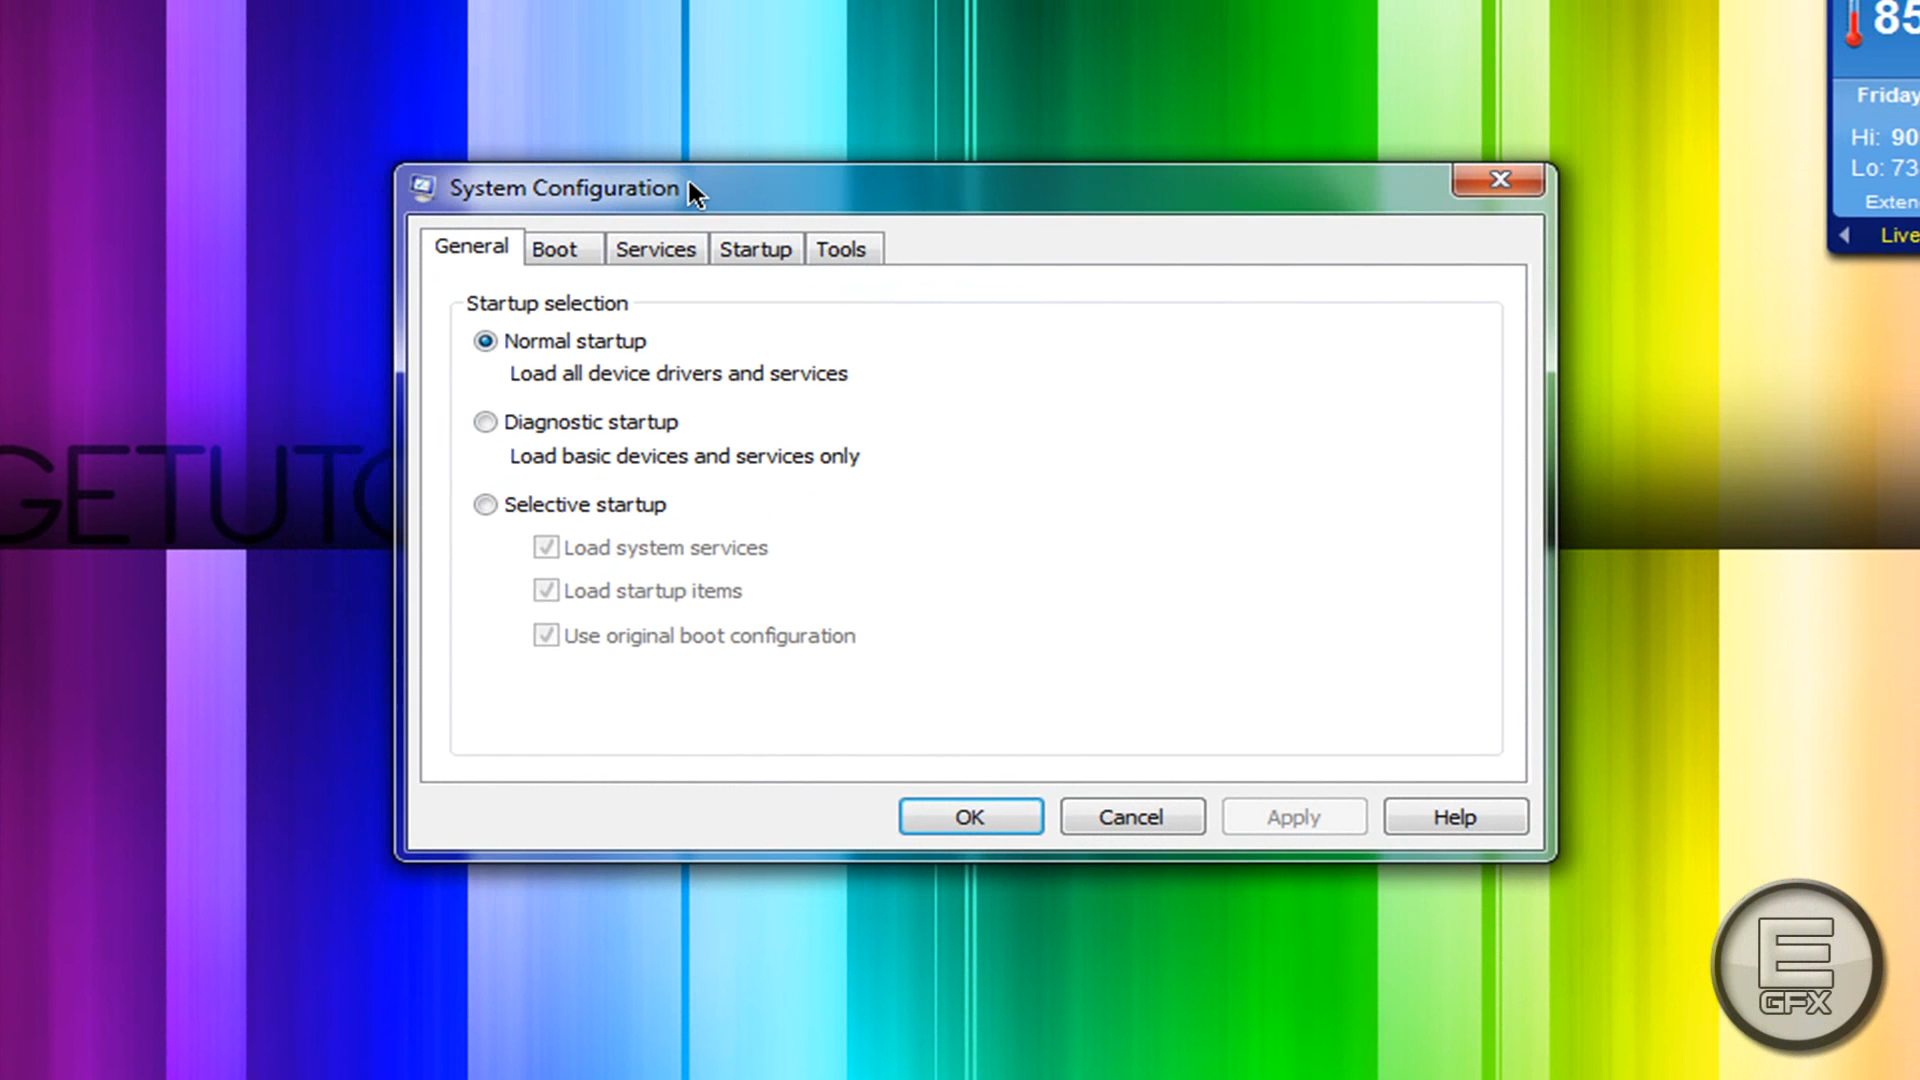 85
Friday
Hi: 90
Lo: 73
Exten
Live
System Configuration
General
Boot
Services
Startup
Tools
Startup selection
Normal startup
Load all device drivers and services
Diagnostic startup
Load basic devices and services only
Selective startup
Load system services
Load startup items
Use original boot configuration
GETUTO
OK
Cancel
Apply
Help
E
GFX